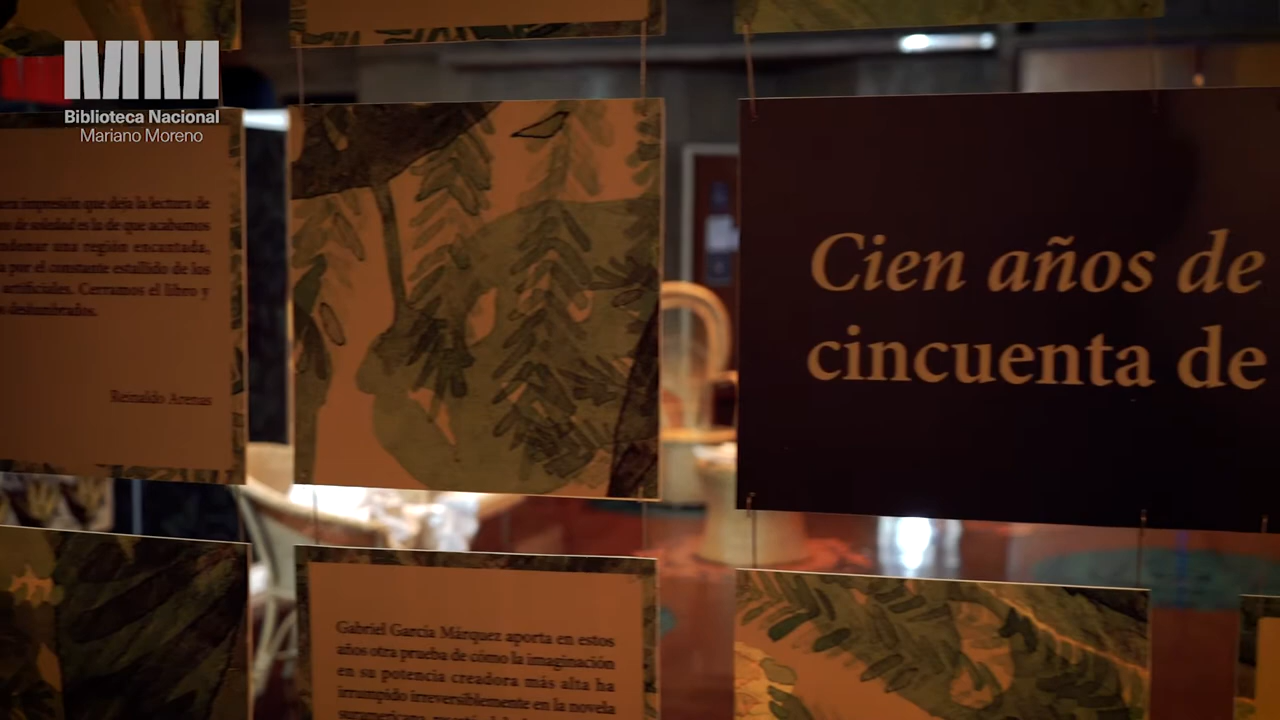 Biblioteca Nacional
Mariano Moreno
era impresión que deja la lectura de
os de soledad es la de que acabamos
ndenar una región encantada,
a por el constante estallido de los
artificiales. Cerramos el libro y
s deslumbrados.
Reinaldo Arenas
Cien años de
cincuenta de
Gabriel García Márquez aporta en estos
años otra prueba de cómo la imaginación
en su potencia creadora más alta ha
irrumpido irreversiblemente en la novela